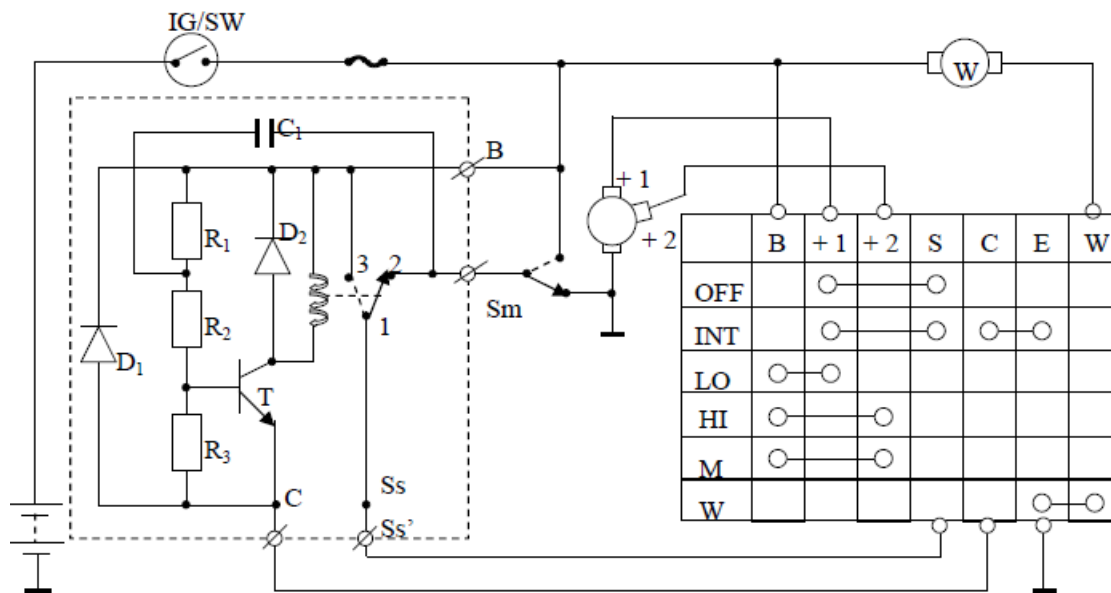 IG/SW
W
C₁
B
+ 1
+ 2
R₁
D₂
3 2
1
Sm
R₂
D₁
T
R₃
C
Ss
Ss’
B + 1 + 2 S C E W
OFF
INT
LO
HI
M
W